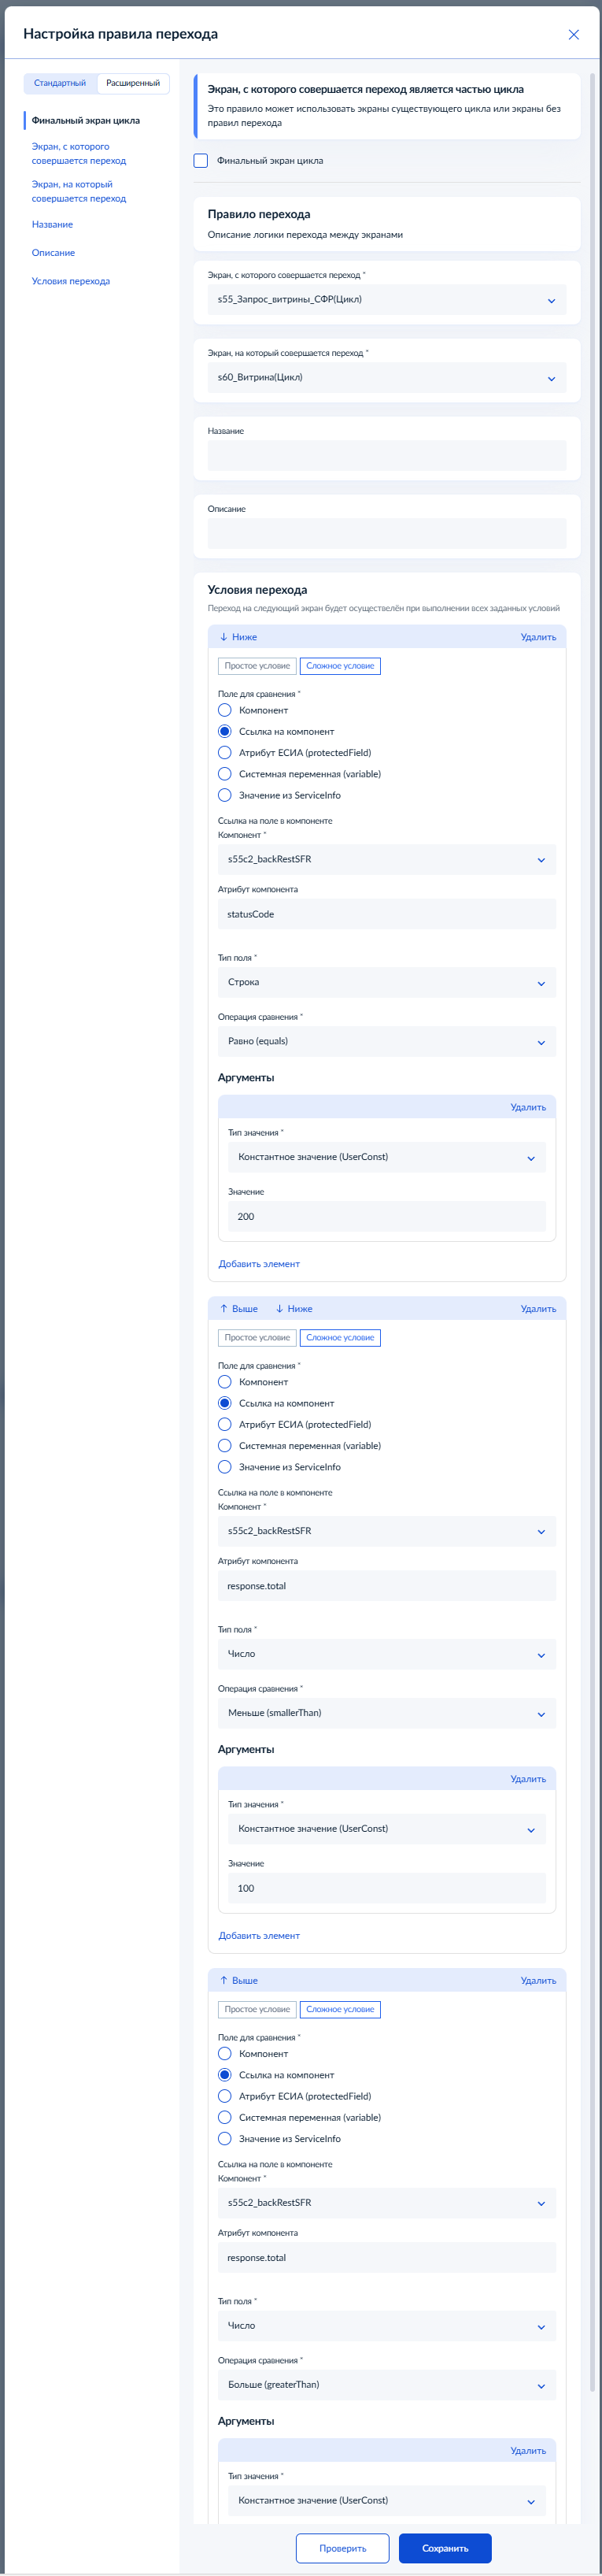 Настройка правила перехода
Стандартный
Расширенный
Финальный экран цикла
Экран, с которого
совершается переход
Экран, на который
совершается переход
Название
Описание
Условия перехода
Экран, с которого совершается переход является частью цикла
Это правило может использовать экраны существующего цикла или экраны без
правил перехода
Финальный экран цикла
Правило перехода
Описание логики перехода между экранами
Экран, с которого совершается переход *
s55_Запрос_витрины_СФР(Цикл)
Экран, на который совершается переход *
s60_Витрина(Цикл)
Название
Описание
Условия перехода
Переход на следующий экран будет осуществелён при выполнении всех заданных условий
↓ Ниже
Удалить
Простое условие
Сложное условие
Поле для сравнения *
Компонент
Ссылка на компонент
Атрибут ЕСИА (protectedField)
Системная переменная (variable)
Значение из ServiceInfo
Ссылка на поле в компоненте
Компонент *
s55c2_backRestSFR
Атрибут компонента
statusCode
Тип поля *
Строка
Операция сравнения *
Равно (equals)
Аргументы
Удалить
Тип значения *
Константное значение (UserConst)
Значение
200
Добавить элемент
↑ Выше
↓ Ниже
Удалить
Простое условие
Сложное условие
Поле для сравнения *
Компонент
Ссылка на компонент
Атрибут ЕСИА (protectedField)
Системная переменная (variable)
Значение из ServiceInfo
Ссылка на поле в компоненте
Компонент *
s55c2_backRestSFR
Атрибут компонента
response.total
Тип поля *
Число
Операция сравнения *
Меньше (smallerThan)
Аргументы
Удалить
Тип значения *
Константное значение (UserConst)
Значение
100
Добавить элемент
↑ Выше
Удалить
Простое условие
Сложное условие
Поле для сравнения *
Компонент
Ссылка на компонент
Атрибут ЕСИА (protectedField)
Системная переменная (variable)
Значение из ServiceInfo
Ссылка на поле в компоненте
Компонент *
s55c2_backRestSFR
Атрибут компонента
response.total
Тип поля *
Число
Операция сравнения *
Больше (greaterThan)
Аргументы
Удалить
Тип значения *
Константное значение (UserConst)
Проверить
Сохранить